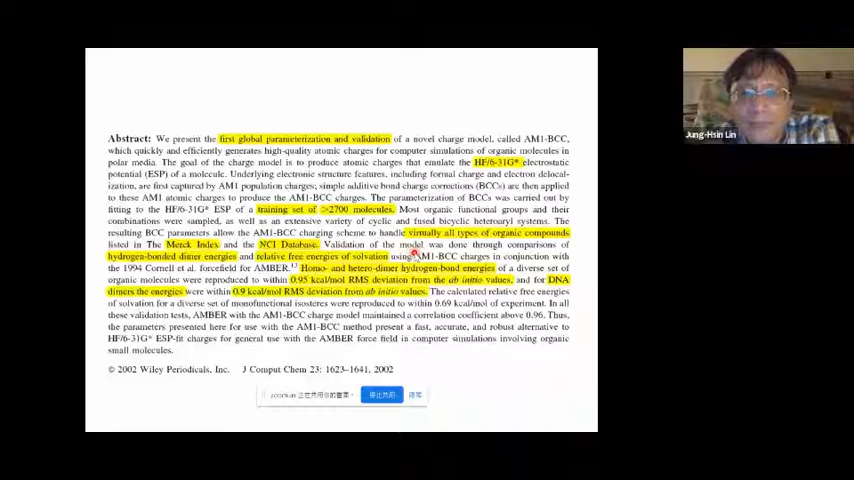 Abstract: We present the first global parameterization and validation of a novel charge model, called AM1-BCC,
which quickly and efficiently generates high-quality atomic charges for computer simulations of organic molecules in
polar media. The goal of the charge model is to produce atomic charges that emulate the HF/6-31G* electrostatic
potential (ESP) of a molecule. Underlying electronic structure features, including formal charge and electron delocal-
ization, are first captured by AM1 population charges; simple additive bond charge corrections (BCCs) are then applied
to these AM1 atomic charges to produce the AM1-BCC charges. The parameterization of BCCs was carried out by
fitting to the HF/6-31G* ESP of a training set of >2700 molecules. Most organic functional groups and their
combinations were sampled, as well as an extensive variety of cyclic and fused bicyclic heteroaryl systems. The
resulting BCC parameters allow the AM1-BCC charging scheme to handle virtually all types of organic compounds
listed in The Merck Index and the NCI Database. Validation of the model was done through comparisons of
hydrogen-bonded dimer energies and relative free energies of solvation using AM1-BCC charges in conjunction with
the 1994 Cornell et al. forcefield for AMBER.13 Homo- and hetero-dimer hydrogen-bond energies of a diverse set of
organic molecules were reproduced to within 0.95 kcal/mol RMS deviation from the ab initio values, and for DNA
dimers the energies were within 0.9 kcal/mol RMS deviation from ab initio values. The calculated relative free energies
of solvation for a diverse set of monofunctional isosteres were reproduced to within 0.69 kcal/mol of experiment. In all
these validation tests, AMBER with the AM1-BCC charge model maintained a correlation coefficient above 0.96. Thus,
the parameters presented here for use with the AM1-BCC method present a fast, accurate, and robust alternative to
HF/6-31G* ESP-fit charges for general use with the AMBER force field in computer simulations involving organic
small molecules.
© 2002 Wiley Periodicals, Inc. J Comput Chem 23: 1623–1641, 2002
停止共用
Jung-Hsin Lin